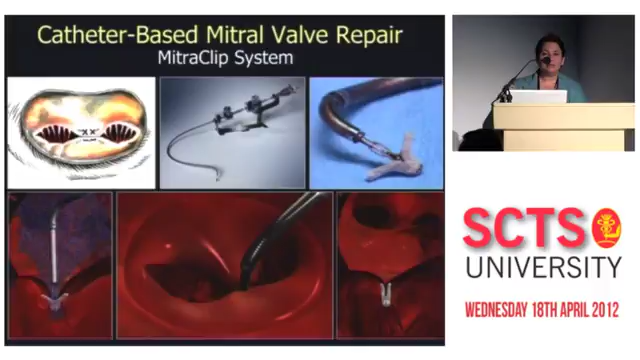 Catheter-Based Mitral Valve Repair
MitraClip System
SCTS
UNIVERSITY
WEDNESDAY 18TH APRIL 2012